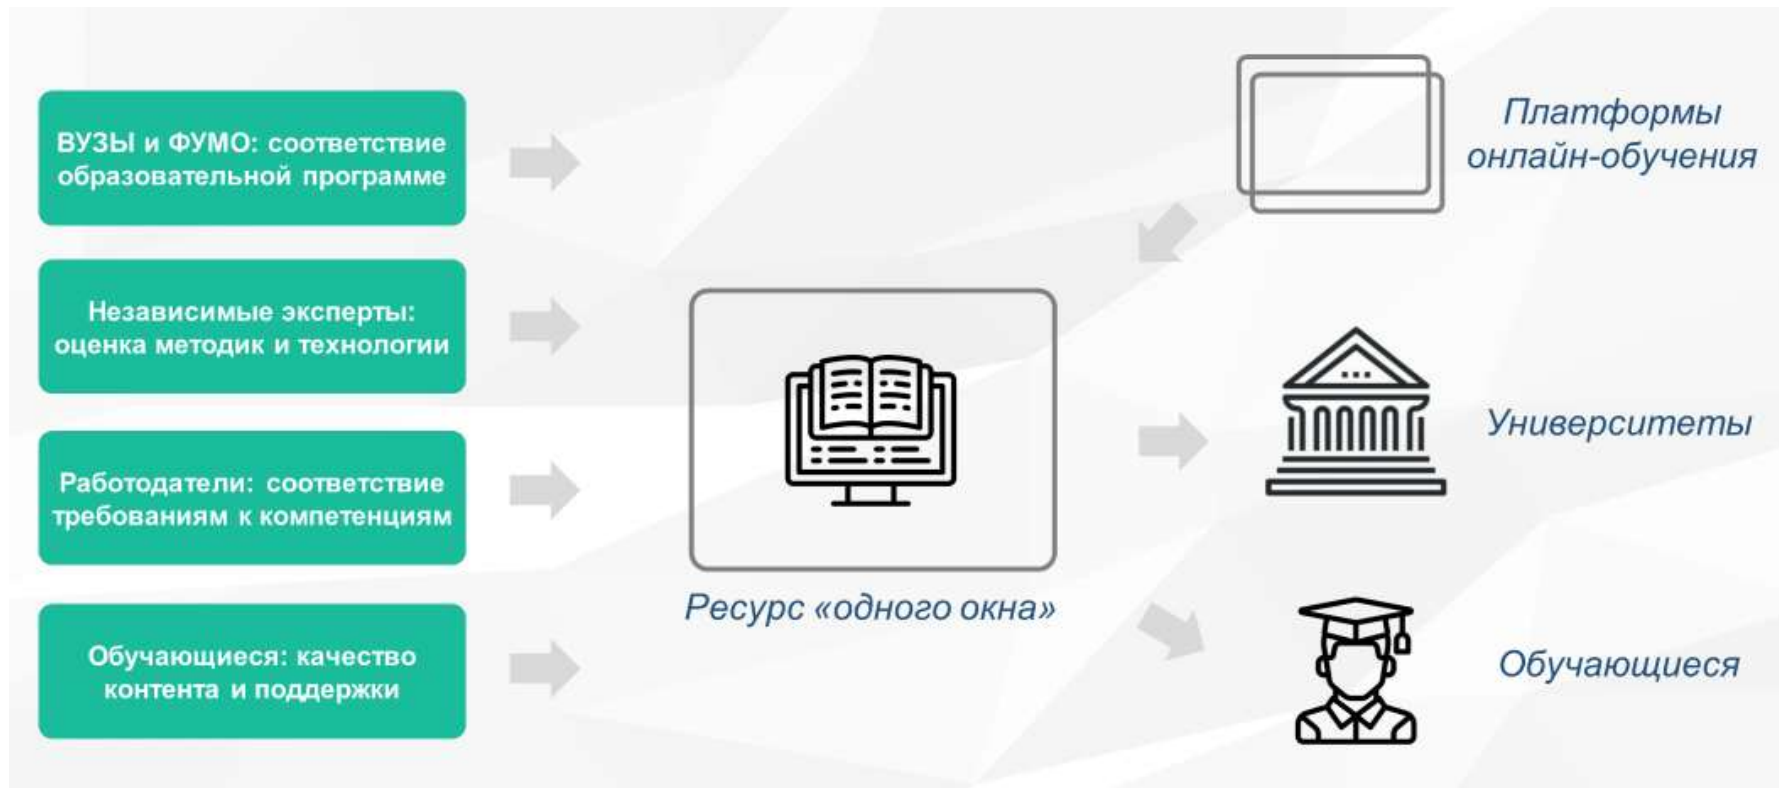 ВУЗЫ и ФУМО: соответствие
образовательной программе
Независимые эксперты:
оценка методик и технологии
Работодатели: соответствие
требованиям к компетенциям
Обучающиеся: качество
контента и поддержки
Ресурс «одного окна»
Платформы
онлайн-обучения
Университеты
Обучающиеся